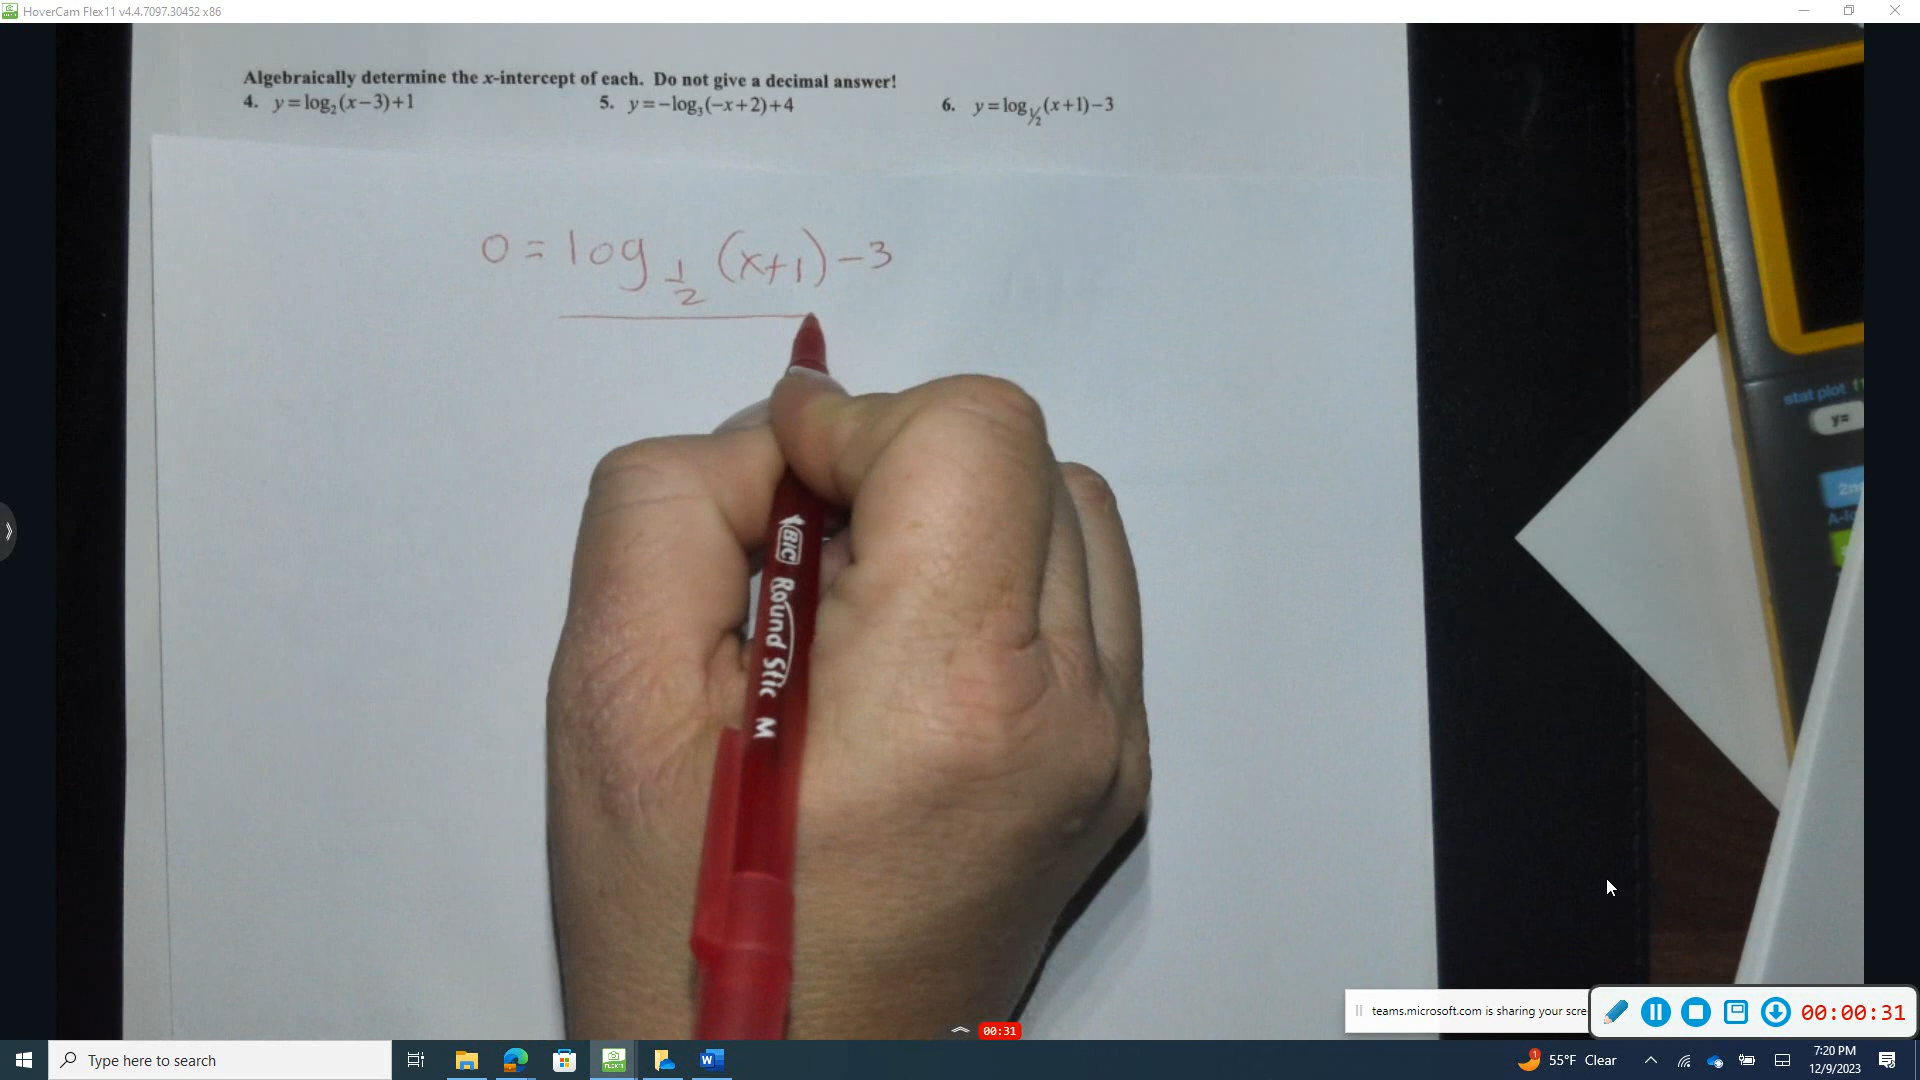 HoverCam Flex11 v4.4.7097.30452 x86
Algebraically determine the x-intercept of each. Do not give a decimal answer!
4. y=log₂(x−3)+1 5. y=−log₃(−x+2)+4 6. y=log½(x+1)−3
0 = log ½ (x+1) −3
stat plot
y=
2nd
BIC Round Stic M
teams.microsoft.com is sharing your scre
00:00:31
00:31
Type here to search
55°F Clear
7:20 PM
12/9/2023